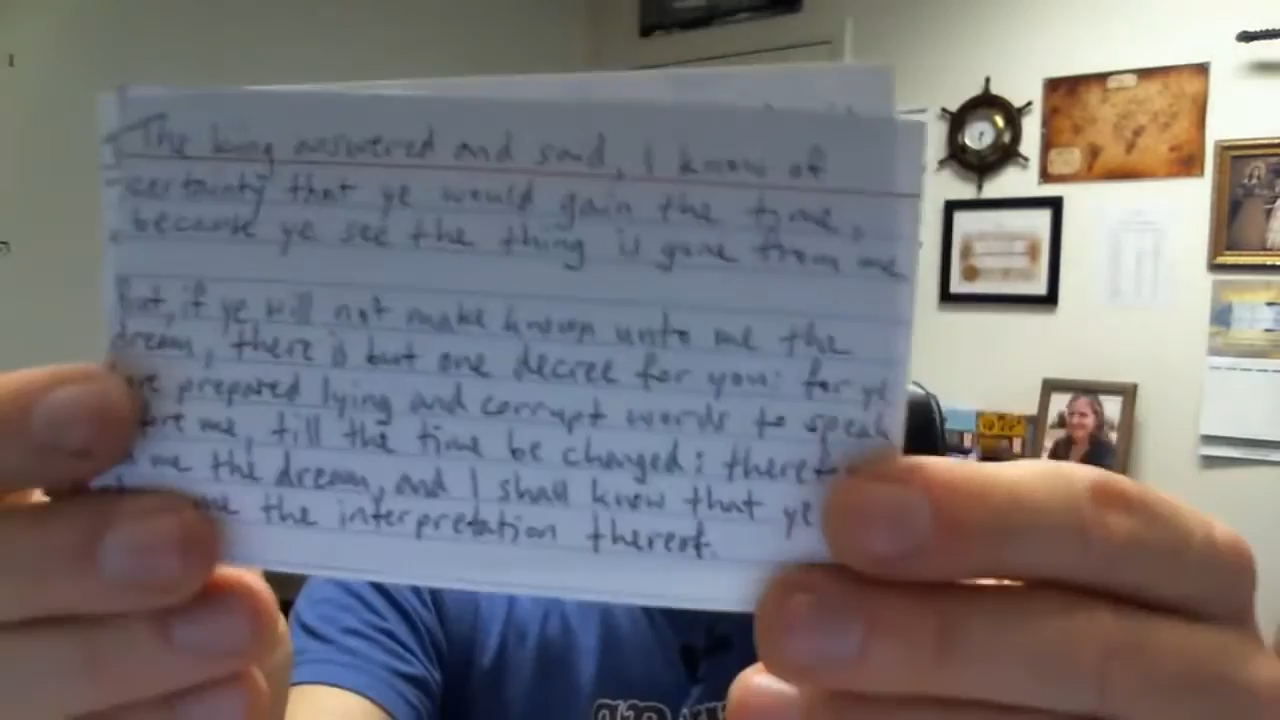 The king answered and said, I know of
certainty that ye would gain the time,
because ye see the thing is gone from me
But, if ye will not make known unto me the
dream, there is but one decree for you: for ye
prepared lying and corrupt words to speak
me, till the time be changed: there
me the dream, and I shall know that ye
me the interpretation thereof.